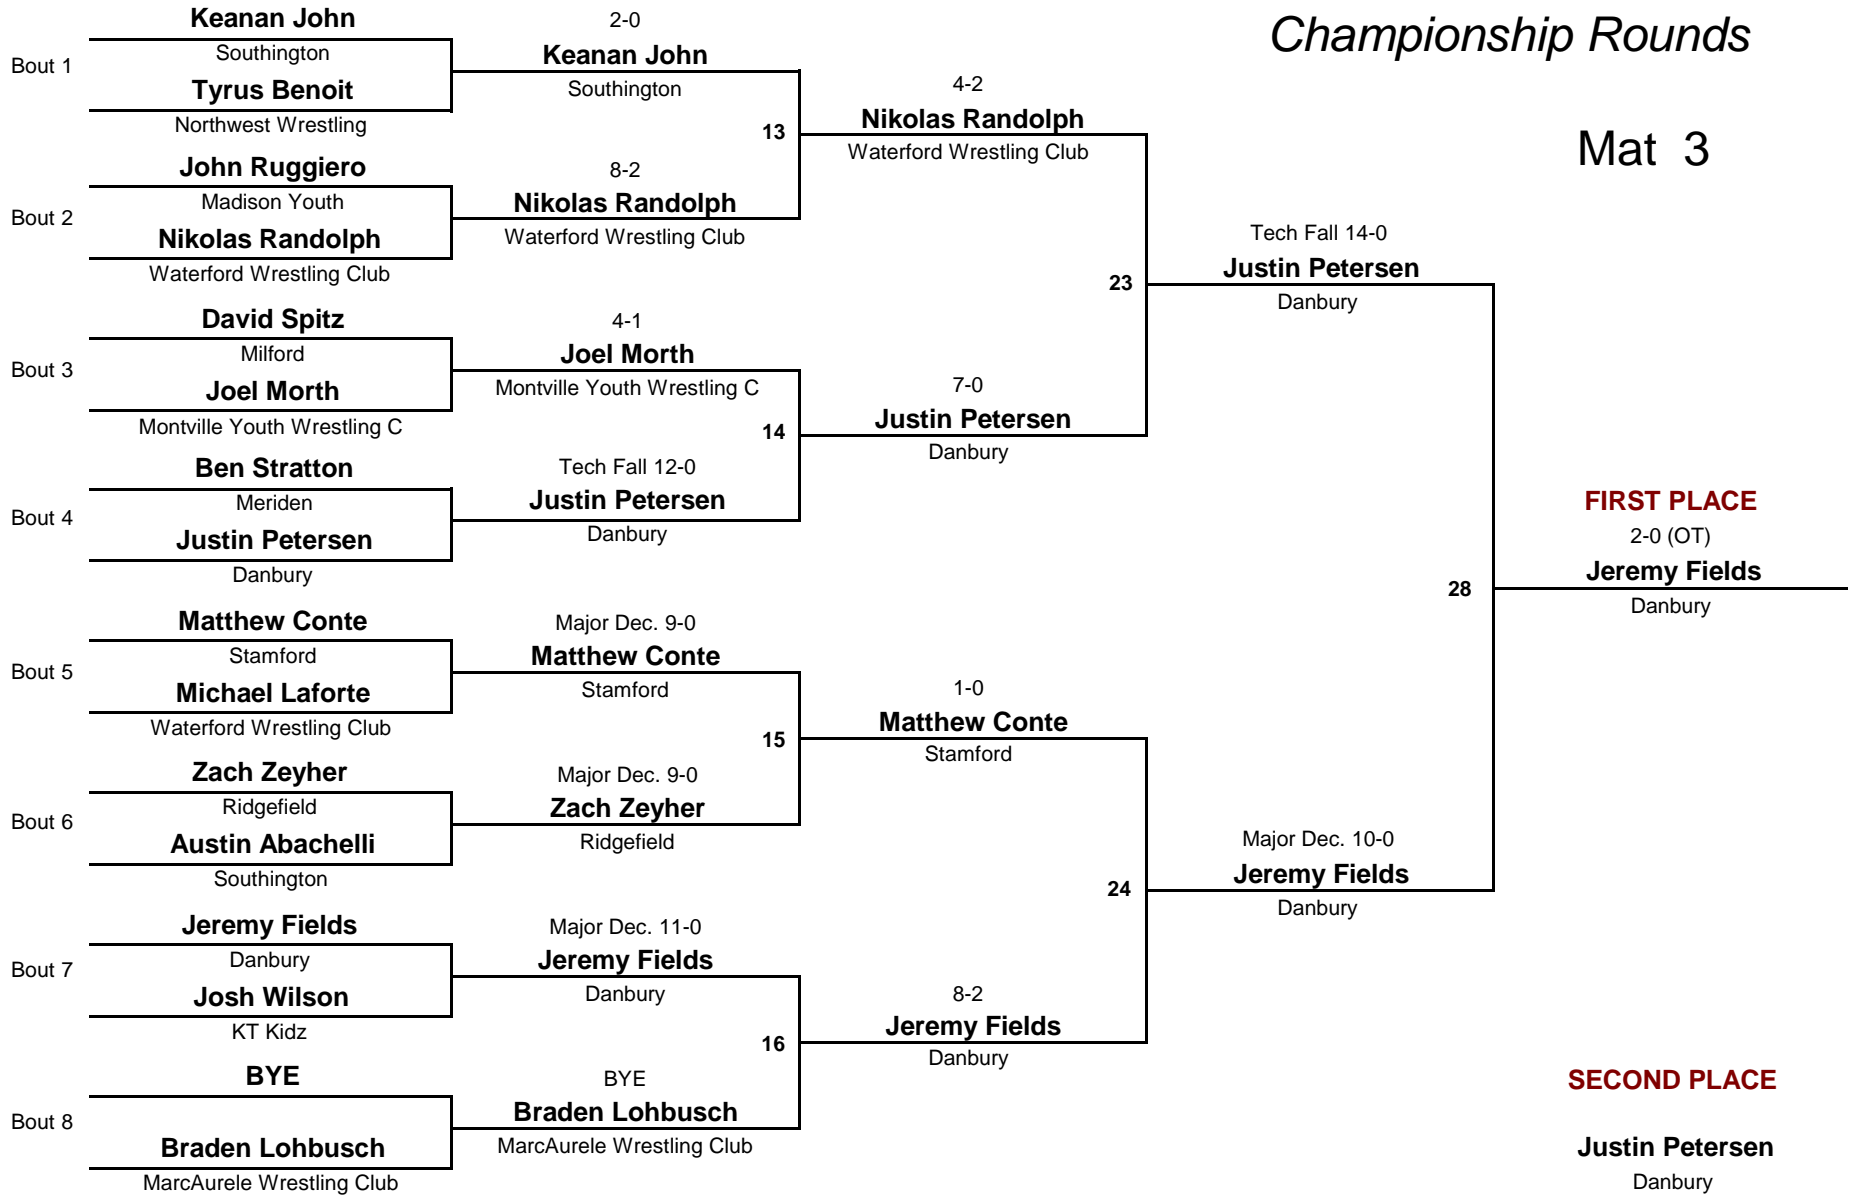 Championship Rounds
Mat 3
Bout 1
Keanan John
Southington
Tyrus Benoit
Northwest Wrestling
Bout 2
John Ruggiero
Madison Youth
Nikolas Randolph
Waterford Wrestling Club
Bout 3
David Spitz
Milford
Joel Morth
Montville Youth Wrestling C
Bout 4
Ben Stratton
Meriden
Justin Petersen
Danbury
Bout 5
Matthew Conte
Stamford
Michael Laforte
Waterford Wrestling Club
Bout 6
Zach Zeyher
Ridgefield
Austin Abachelli
Southington
Bout 7
Jeremy Fields
Danbury
Josh Wilson
KT Kidz
Bout 8
BYE
Braden Lohbusch
MarcAurele Wrestling Club
2-0
Keanan John
Southington
13
8-2
Nikolas Randolph
Waterford Wrestling Club
4-1
Joel Morth
Montville Youth Wrestling C
14
Tech Fall 12-0
Justin Petersen
Danbury
Major Dec. 9-0
Matthew Conte
Stamford
15
Major Dec. 9-0
Zach Zeyher
Ridgefield
Major Dec. 11-0
Jeremy Fields
Danbury
16
BYE
Braden Lohbusch
MarcAurele Wrestling Club
4-2
Nikolas Randolph
Waterford Wrestling Club
23
7-0
Justin Petersen
Danbury
1-0
Matthew Conte
Stamford
24
8-2
Jeremy Fields
Danbury
Tech Fall 14-0
Justin Petersen
Danbury
28
Major Dec. 10-0
Jeremy Fields
Danbury
FIRST PLACE
2-0 (OT)
Jeremy Fields
Danbury
SECOND PLACE
Justin Petersen
Danbury